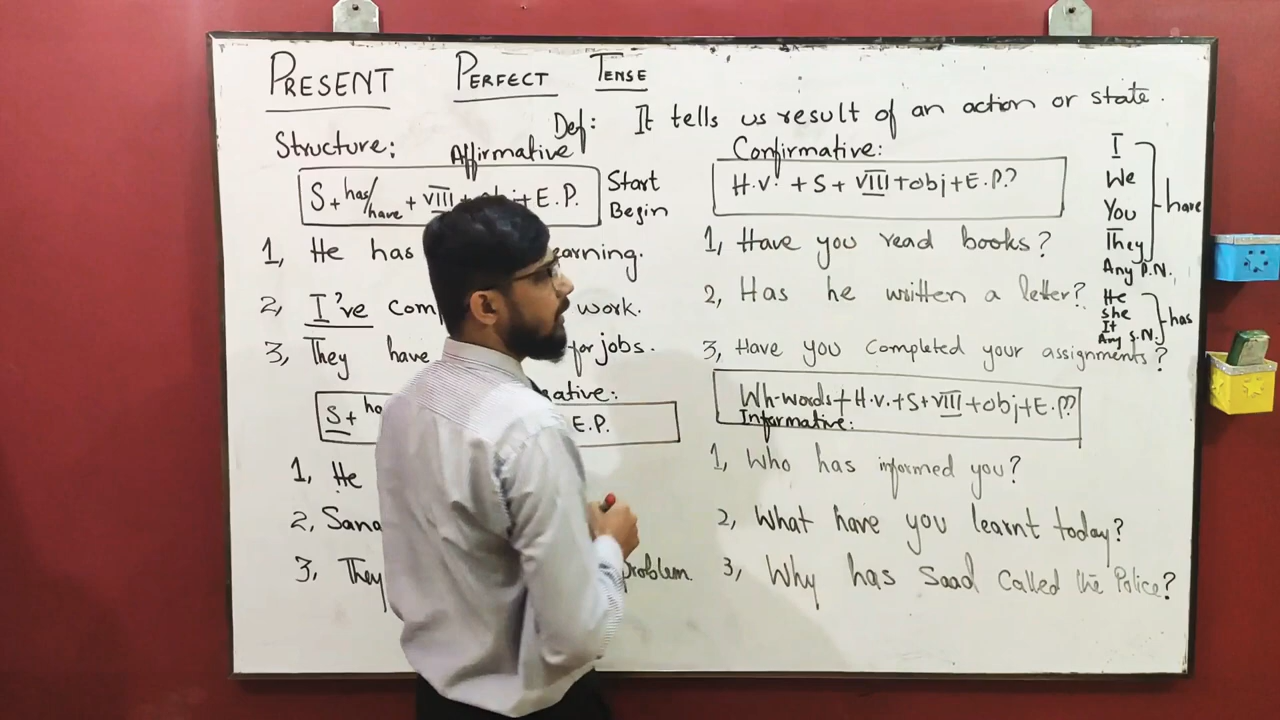 PRESENT PERFECT TENSE
Def: It tells us result of an action or state.
Structure: Affirmative
S + has/have + VIII + obj + E.P.
Start
Begin
1, He has earning.
2, I've com work.
3, They have for jobs.
ative:
S + ha E.P.
1, He
2, Sana
3, They Problem.
Confirmative:
H.v. + S + VIII + obj + E.P.?
1, Have you read books?
2, Has he written a letter?
3, Have you completed your assignments?
Wh-words + H.v. + S + VIII + obj + E.P.?
Informative:
1, Who has informed you?
2, What have you learnt today?
3, Why has Saad called the Police?
I
We
You
They
Any P.N.
have
He
She
It
Any S.N.
has